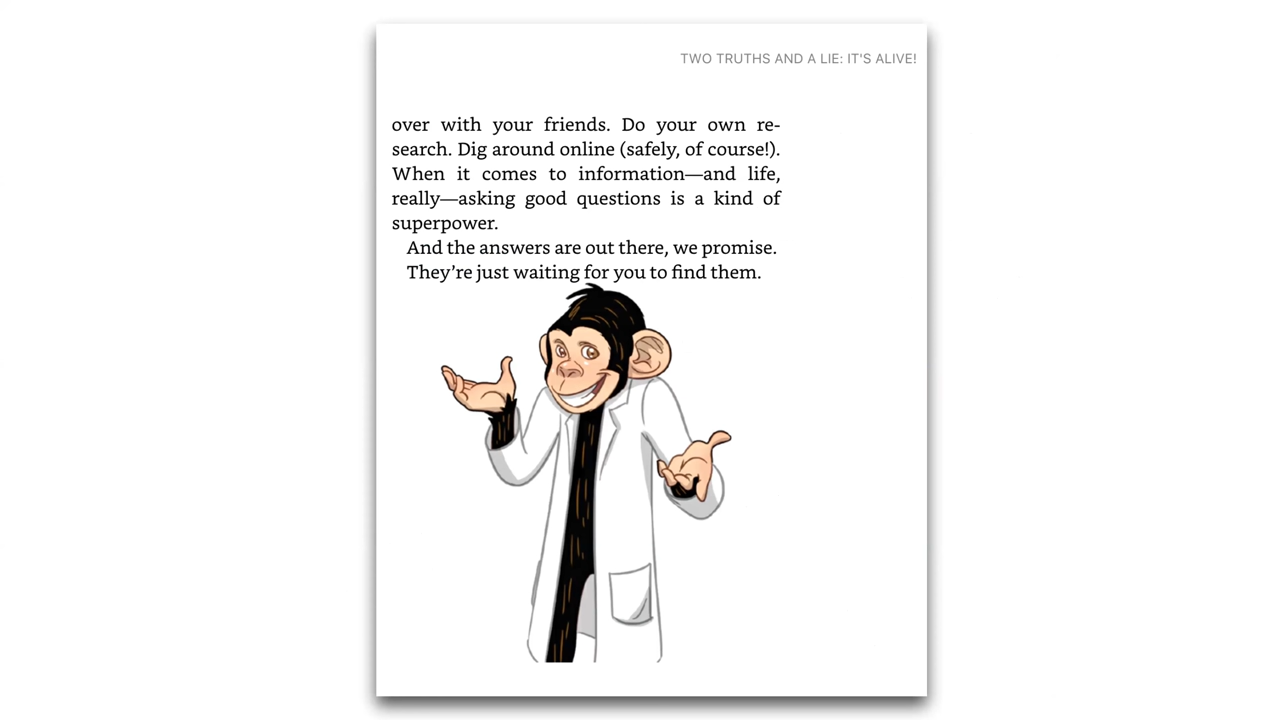 TWO TRUTHS AND A LIE: IT'S ALIVE!
over with your friends. Do your own re-
search. Dig around online (safely, of course!).
When it comes to information—and life,
really—asking good questions is a kind of
superpower.
And the answers are out there, we promise.
They’re just waiting for you to find them.